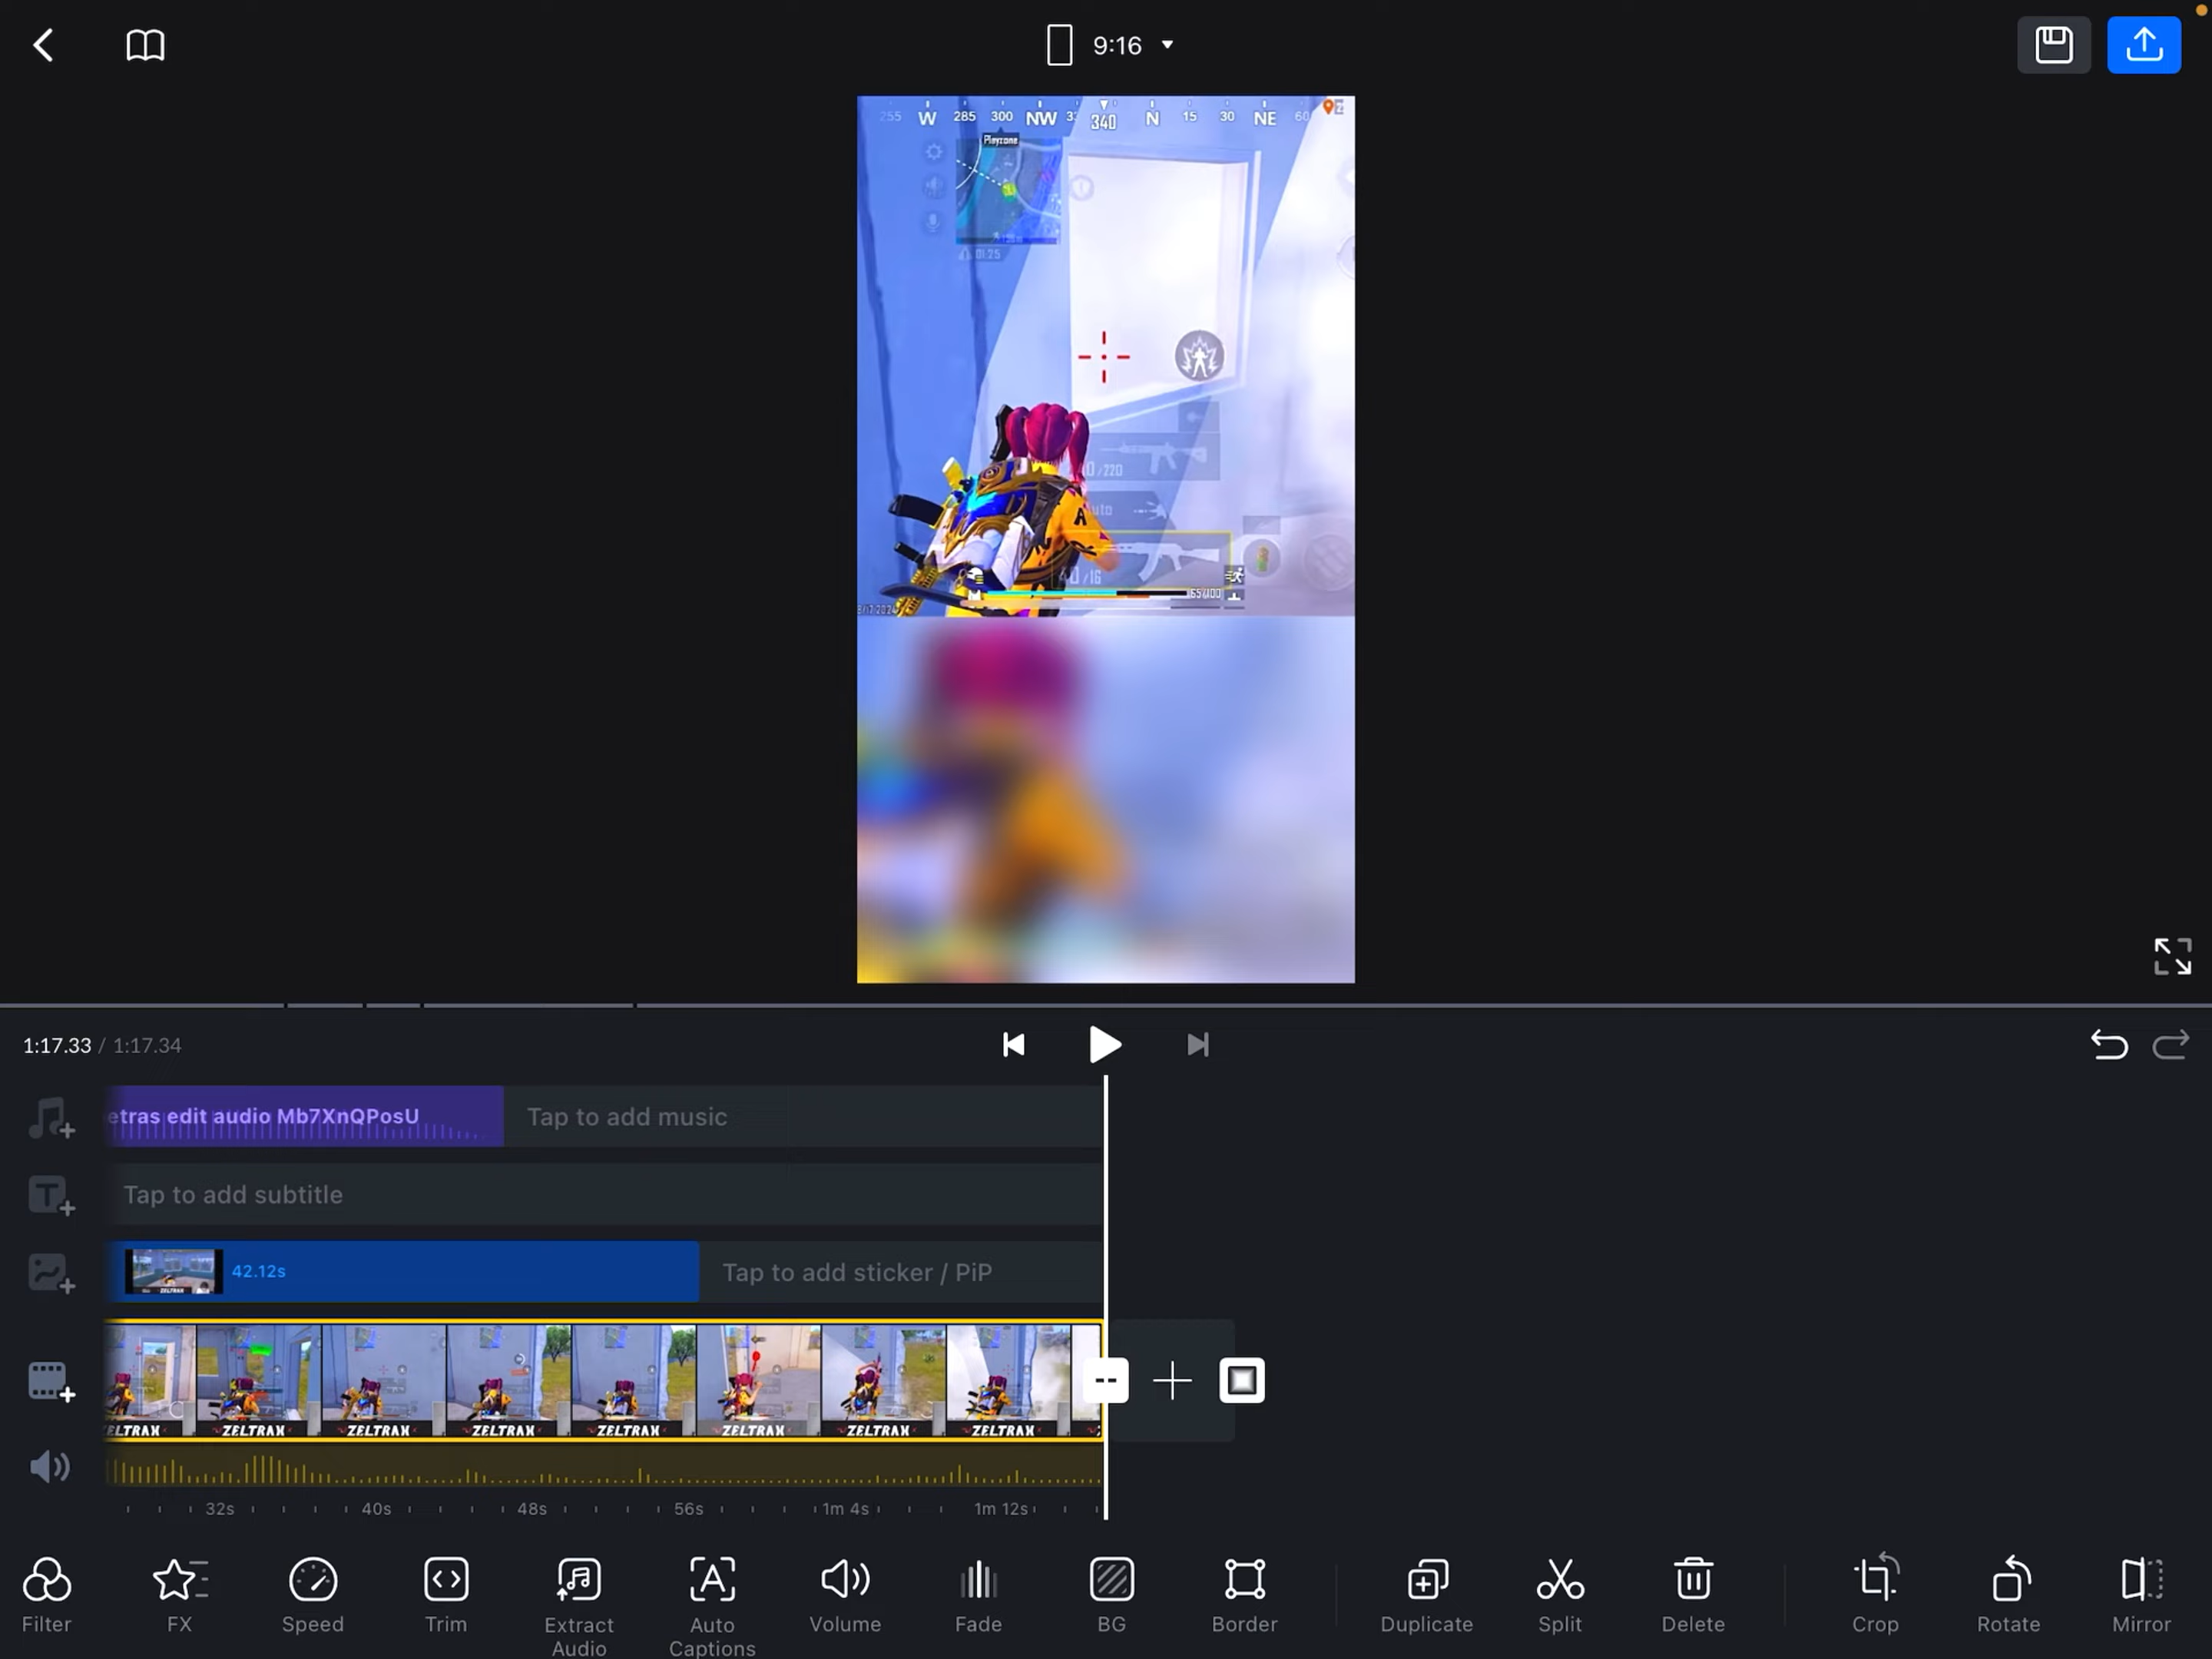 9:16
255 W 285 300 NW 340 N 15 30 NE 60
Playzone
01:25
/220
uto
/16
1:17.33 / 1:17.34
etras edit audio Mb7XnQPosU
Tap to add music
Tap to add subtitle
42.12s
Tap to add sticker / PiP
ZELTRAX
ELTRAX ZELTRAX ZELTRAX ZELTRAX ZELTRAX ZELTRAX ZELTRAX ZELTRAX
32s 40s 48s 56s 1m 4s 1m 12s
Filter FX Speed Trim Extract Audio Auto Captions Volume Fade BG Border Duplicate Split Delete Crop Rotate Mirror